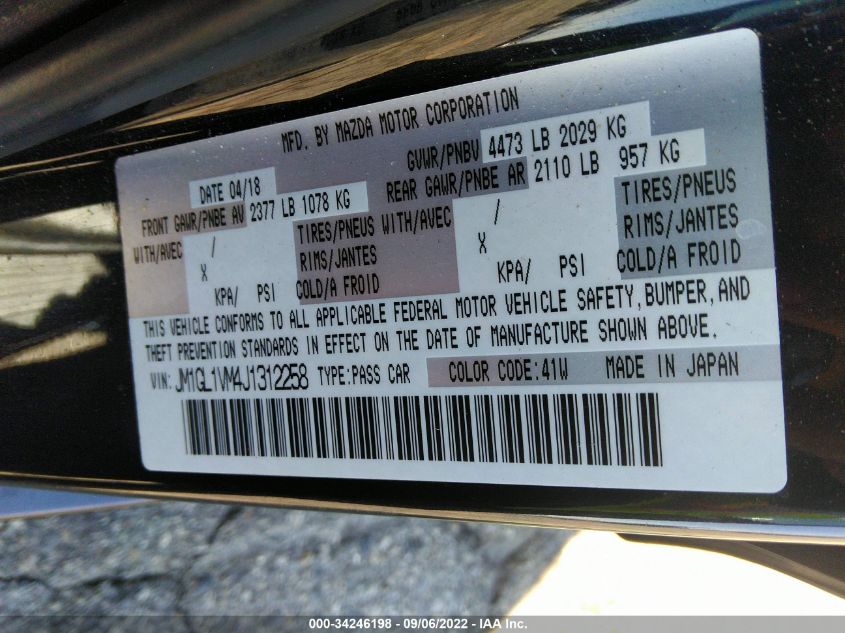 MFD. BY MAZDA MOTOR CORPORATION
DATE 04/18
GVWR/PNBV 4473 LB 2029 KG
FRONT GAWR/PNBE AV 2377 LB 1078 KG
REAR GAWR/PNBE AR 2110 LB 957 KG
WITH/AVEC / TIRES/PNEUS WITH/AVEC / TIRES/PNEUS
X RIMS/JANTES X RIMS/JANTES
KPA/ PSI COLD/A FROID KPA/ PSI COLD/A FROID
THIS VEHICLE CONFORMS TO ALL APPLICABLE FEDERAL MOTOR VEHICLE SAFETY, BUMPER, AND
THEFT PREVENTION STANDARDS IN EFFECT ON THE DATE OF MANUFACTURE SHOWN ABOVE.
VIN: JM1GL1VM4J1312258 TYPE:PASS CAR COLOR CODE:41W MADE IN JAPAN
000-34246198 - 09/06/2022 - IAA Inc.